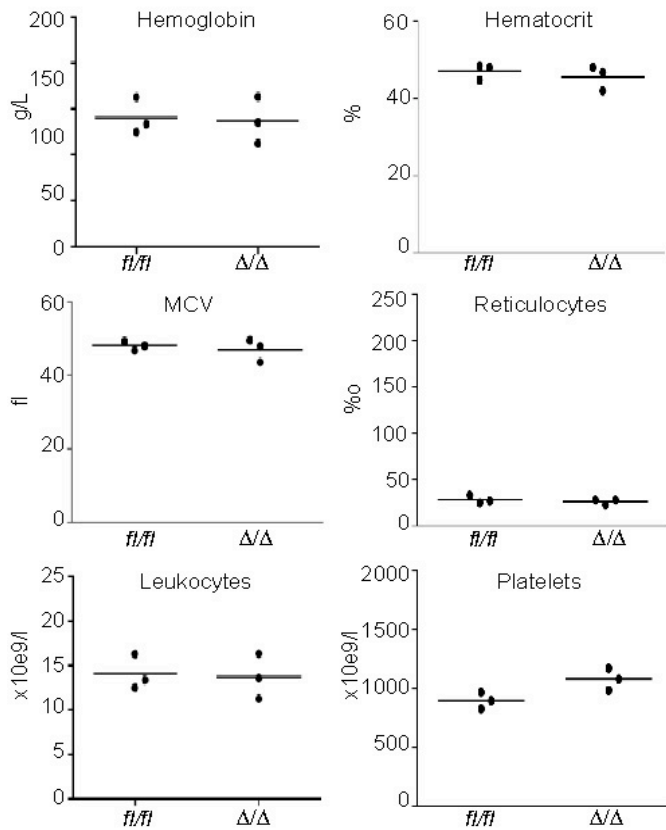 Hemoglobin
g/L
200
150
100
50
0
fl/fl
Δ/Δ
Hematocrit
%
60
40
20
0
fl/fl
Δ/Δ
MCV
fl
60
40
20
0
fl/fl
Δ/Δ
Reticulocytes
%o
250
200
150
100
50
0
fl/fl
Δ/Δ
Leukocytes
x10e9/l
25
20
15
10
5
0
fl/fl
Δ/Δ
Platelets
x10e9/l
2000
1500
1000
500
0
fl/fl
Δ/Δ